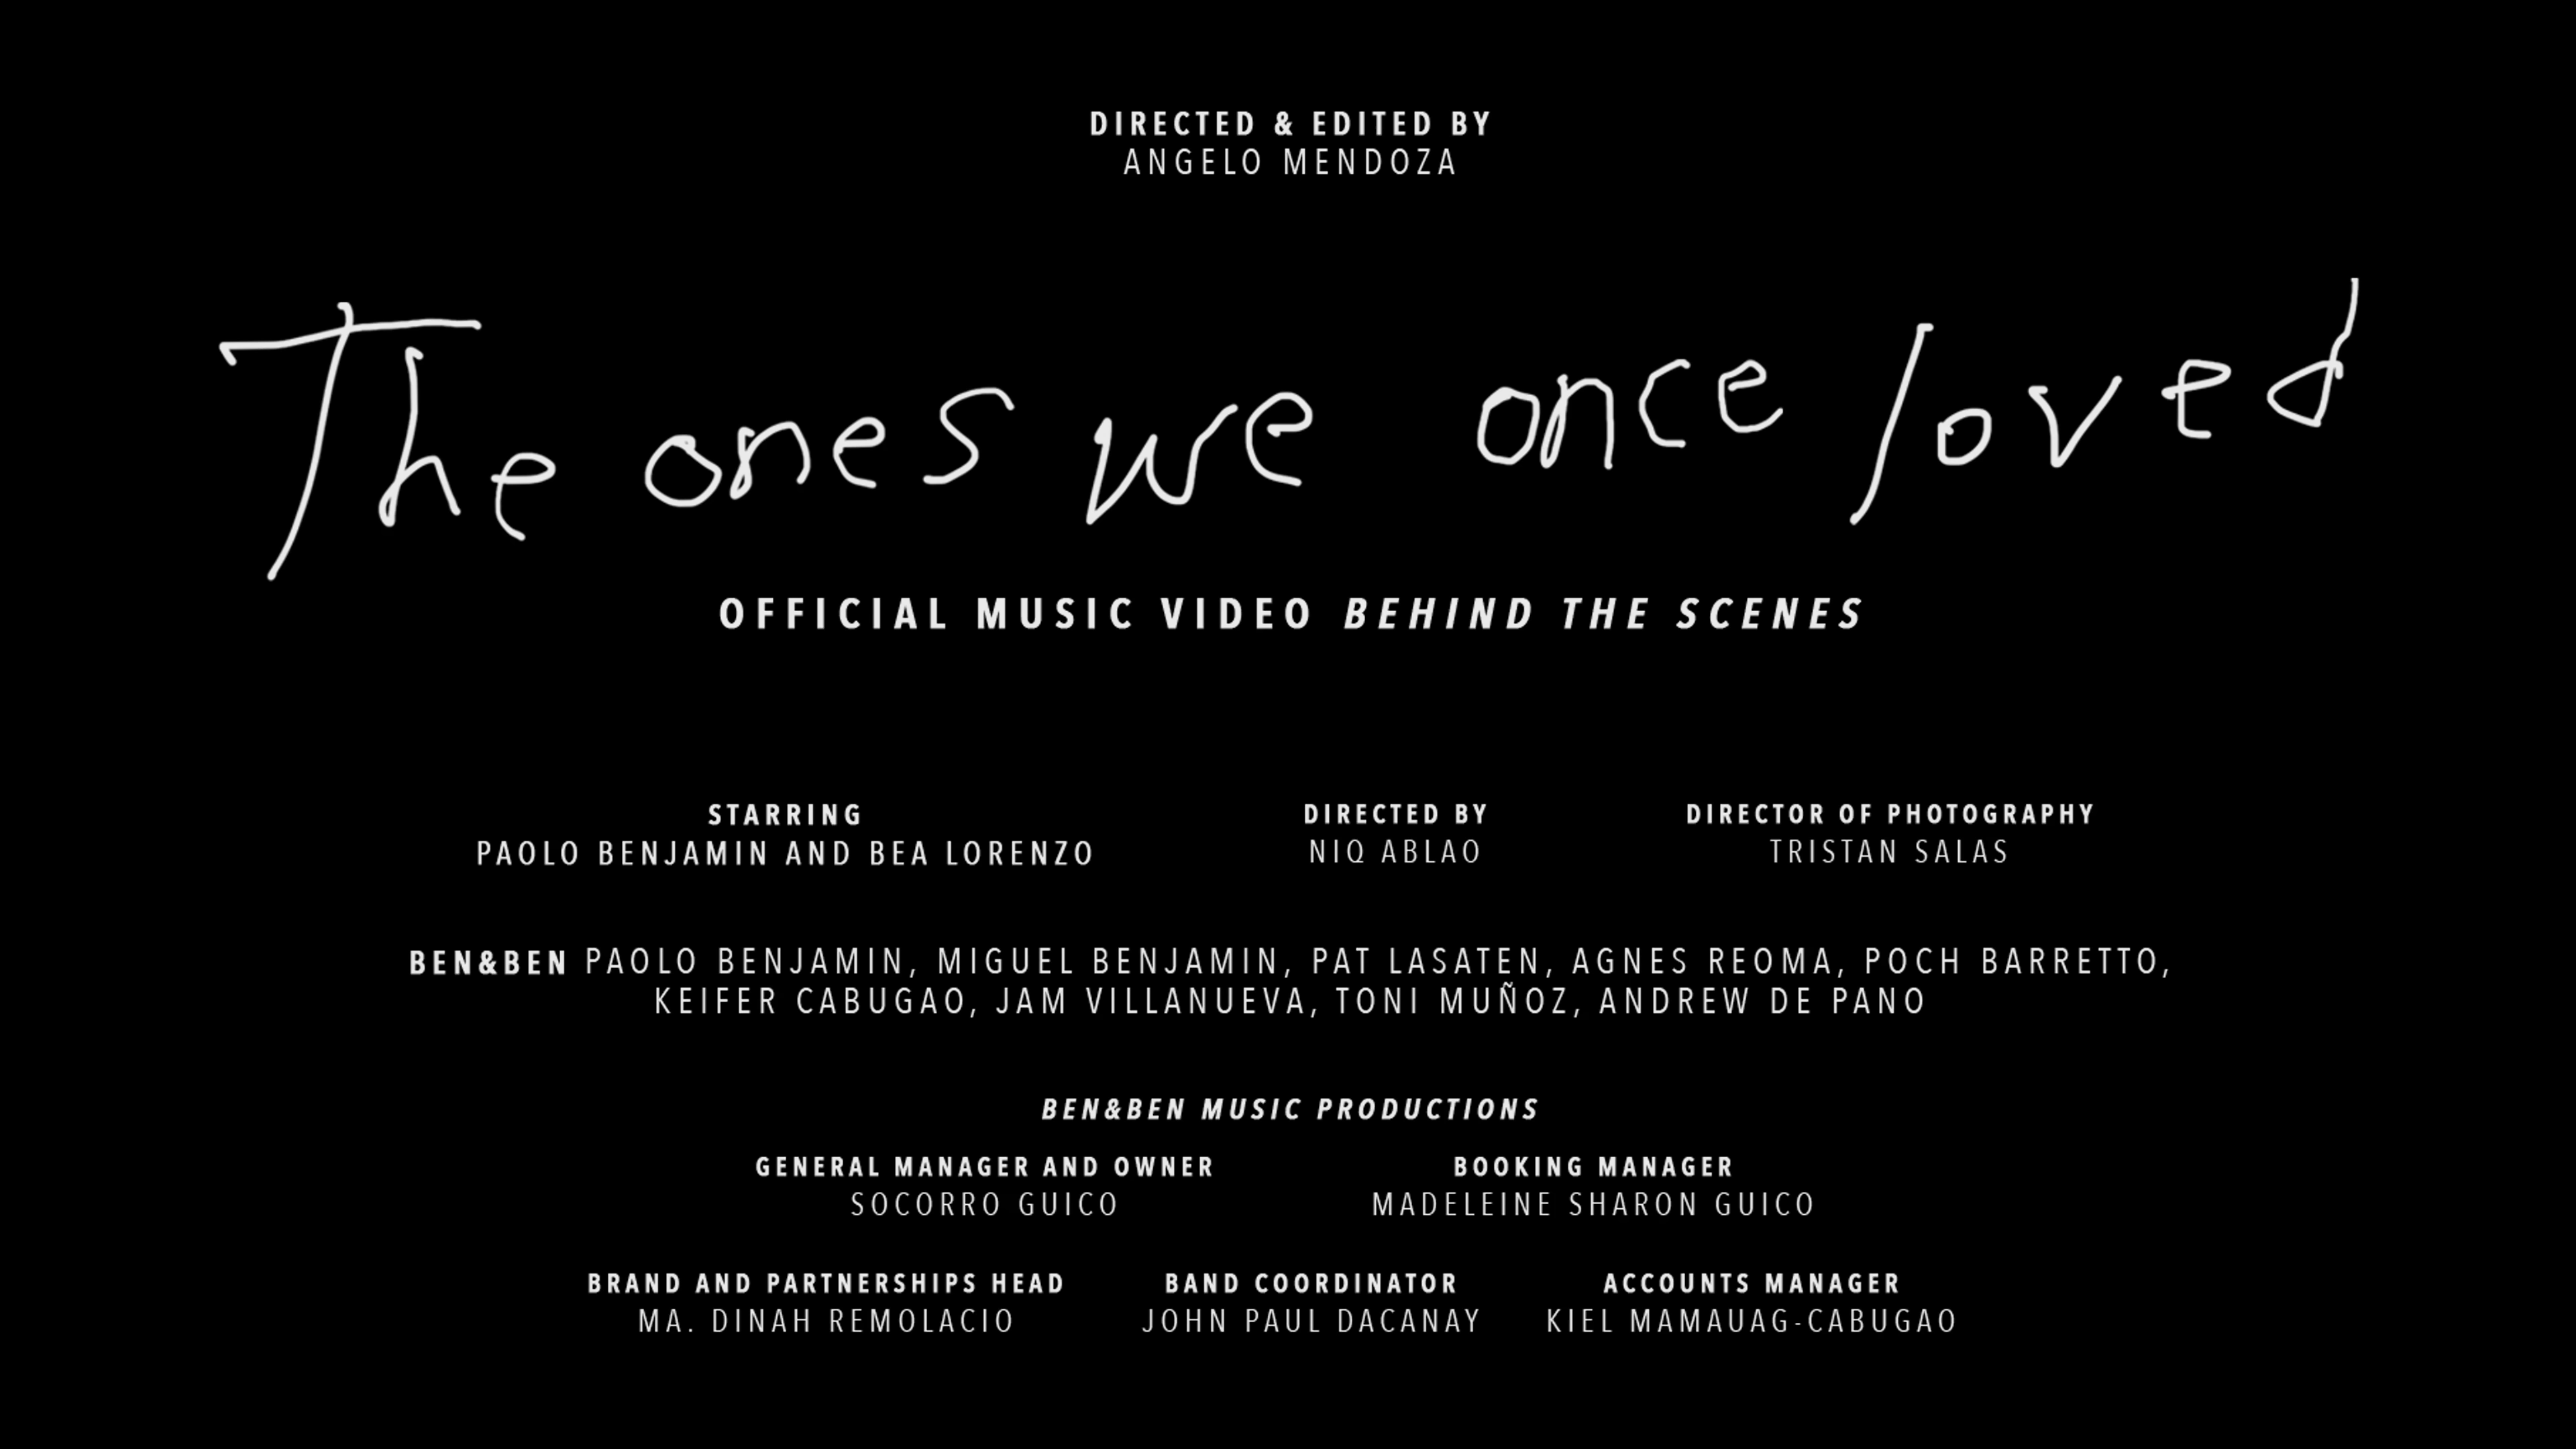 DIRECTED & EDITED BY
ANGELO MENDOZA
The ones we once loved
OFFICIAL MUSIC VIDEO BEHIND THE SCENES
STARRING
PAOLO BENJAMIN AND BEA LORENZO
DIRECTED BY
NIQ ABLAO
DIRECTOR OF PHOTOGRAPHY
TRISTAN SALAS
BEN&BEN PAOLO BENJAMIN, MIGUEL BENJAMIN, PAT LASATEN, AGNES REOMA, POCH BARRETTO,
KEIFER CABUGAO, JAM VILLANUEVA, TONI MUÑOZ, ANDREW DE PANO
BEN&BEN MUSIC PRODUCTIONS
GENERAL MANAGER AND OWNER
SOCORRO GUICO
BOOKING MANAGER
MADELEINE SHARON GUICO
BRAND AND PARTNERSHIPS HEAD
MA. DINAH REMOLACIO
BAND COORDINATOR
JOHN PAUL DACANAY
ACCOUNTS MANAGER
KIEL MAMAUAG-CABUGAO